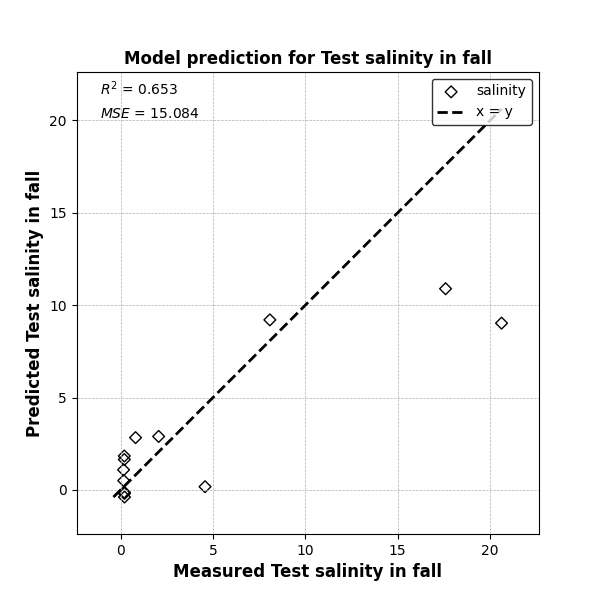 Model prediction for Test salinity in fall
R² = 0.653
MSE = 15.084
salinity
x = y
Predicted Test salinity in fall
20
15
10
5
0
0 5 10 15 20
Measured Test salinity in fall